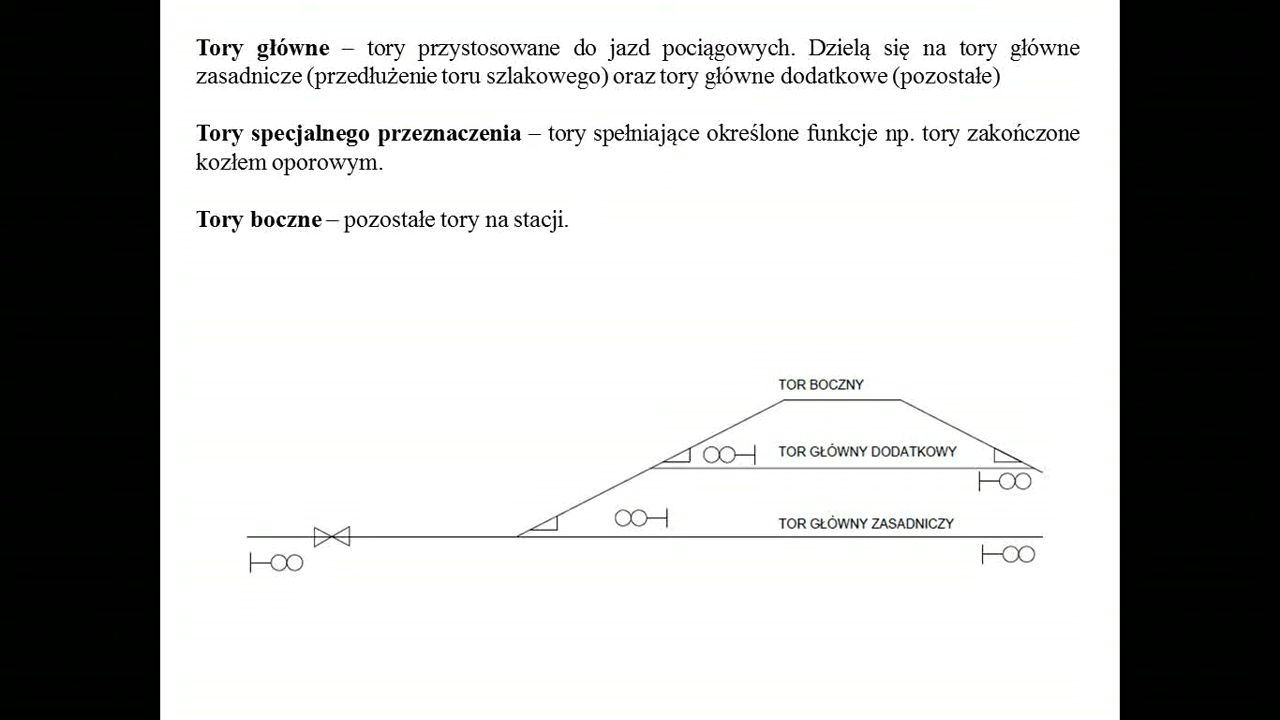 Tory główne – tory przystosowane do jazd pociągowych. Dzielą się na tory główne
zasadnicze (przedłużenie toru szlakowego) oraz tory główne dodatkowe (pozostałe)
Tory specjalnego przeznaczenia – tory spełniające określone funkcje np. tory zakończone
kozłem oporowym.
Tory boczne – pozostałe tory na stacji.
TOR BOCZNY
TOR GŁÓWNY DODATKOWY
TOR GŁÓWNY ZASADNICZY